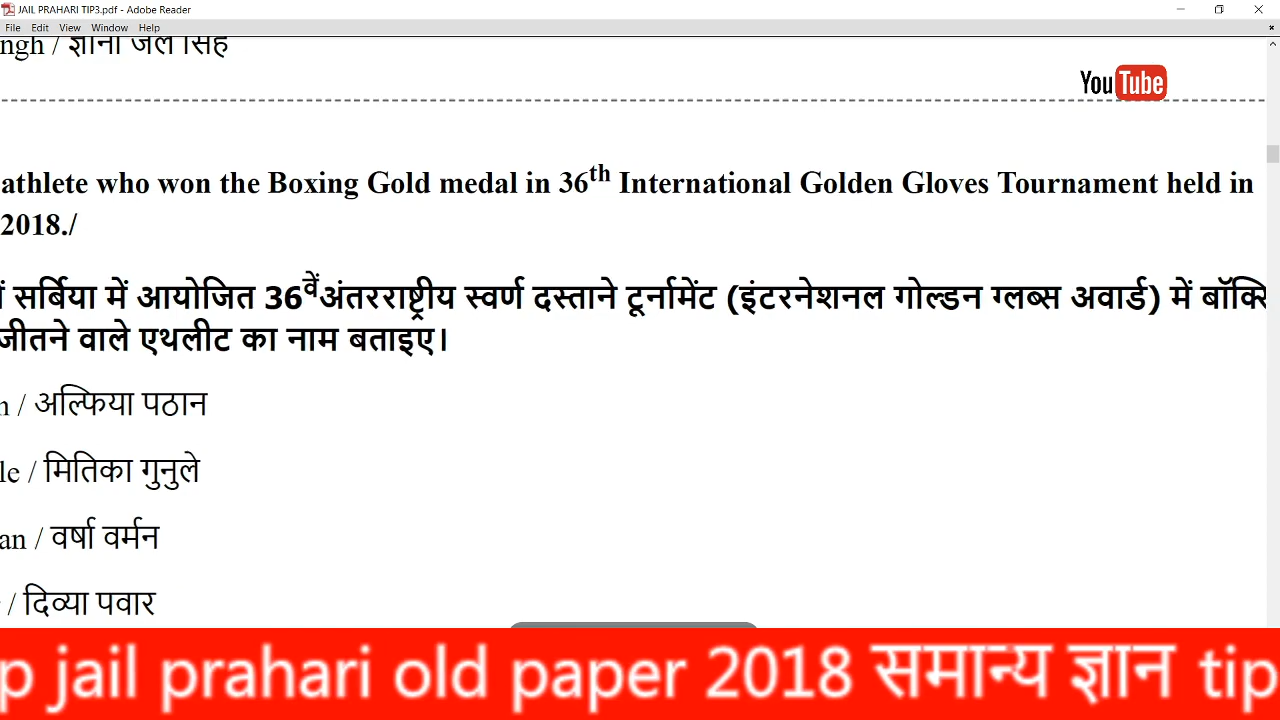 JAIL PRAHARI TIP3.pdf - Adobe Reader
File Edit View Window Help
ngh / ज्ञानी जेल सिंह
YouTube
athlete who won the Boxing Gold medal in 36th International Golden Gloves Tournament held in
2018./
सर्बिया में आयोजित 36वेंअंतरराष्ट्रीय स्वर्ण दस्ताने टूर्नामेंट (इंटरनेशनल गोल्डन ग्लब्स अवार्ड) में बॉक्सि
जीतने वाले एथलीट का नाम बताइए।
n / अल्फिया पठान
le / मितिका गुनुले
an / वर्षा वर्मन
/ दिव्या पवार
p jail prahari old paper 2018 समान्य ज्ञान tip